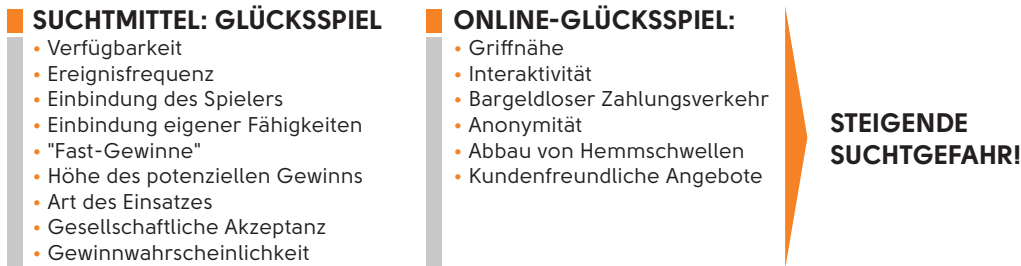 SUCHTMITTEL: GLÜCKSSPIEL
• Verfügbarkeit
• Ereignisfrequenz
• Einbindung des Spielers
• Einbindung eigener Fähigkeiten
• "Fast-Gewinne"
• Höhe des potenziellen Gewinns
• Art des Einsatzes
• Gesellschaftliche Akzeptanz
• Gewinnwahrscheinlichkeit
ONLINE-GLÜCKSSPIEL:
• Griffnähe
• Interaktivität
• Bargeldloser Zahlungsverkehr
• Anonymität
• Abbau von Hemmschwellen
• Kundenfreundliche Angebote
STEIGENDE
SUCHTGEFAHR!